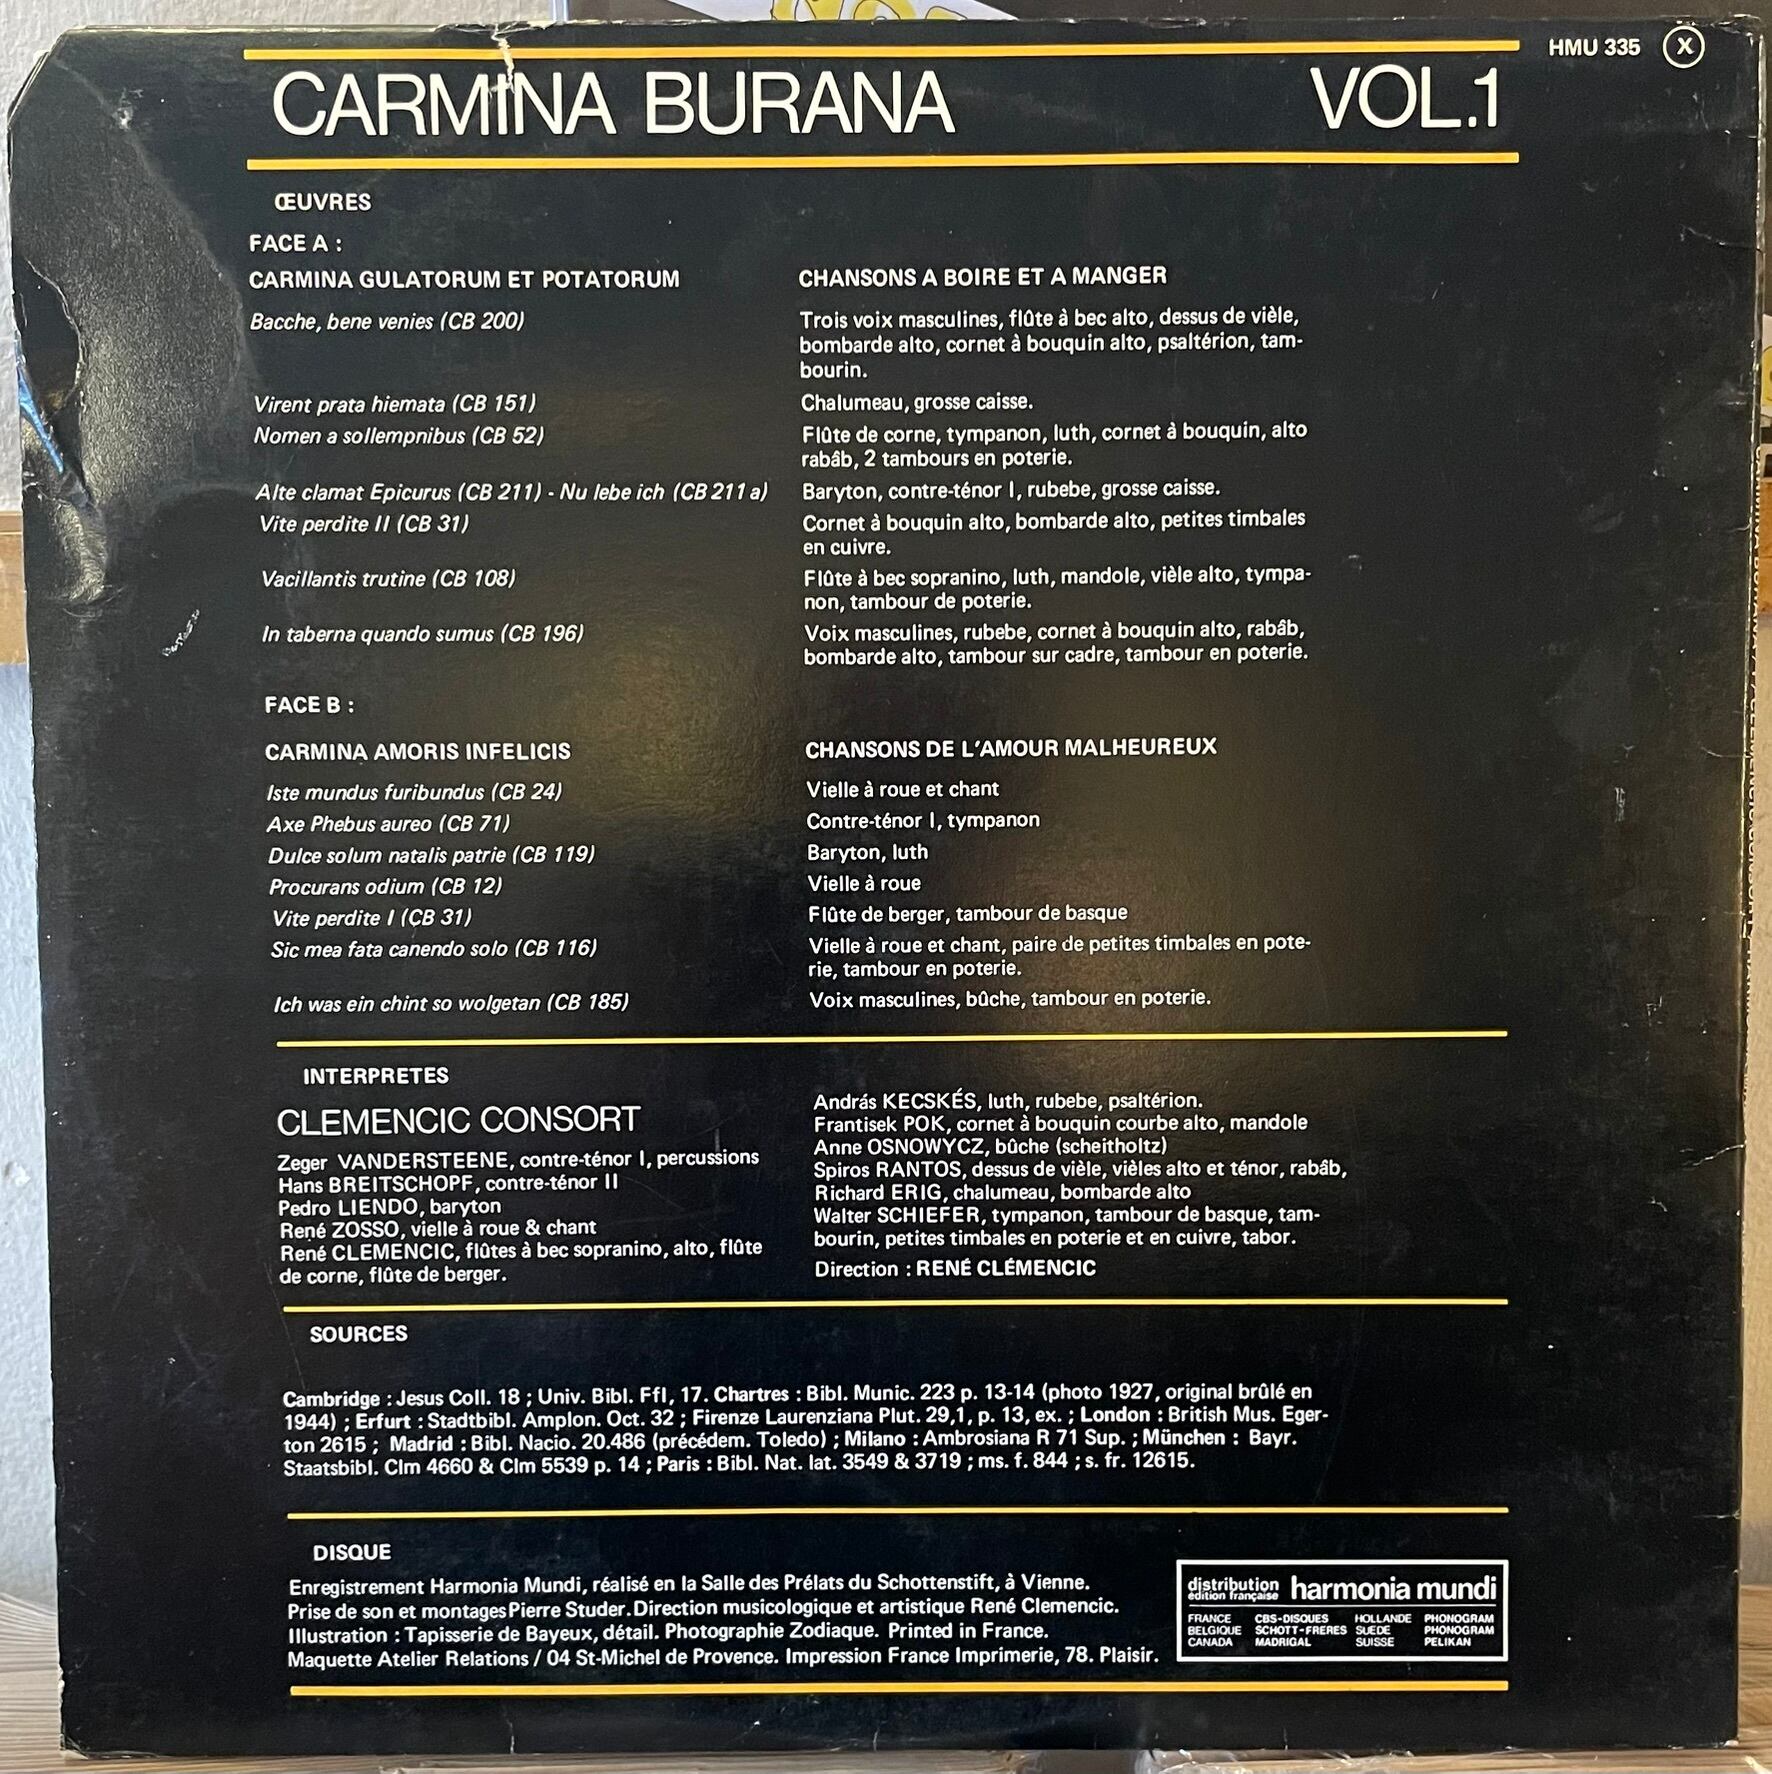 HMU 335 X
CARMINA BURANA VOL.1
ŒUVRES
FACE A :
CARMINA GULATORUM ET POTATORUM CHANSONS A BOIRE ET A MANGER
Bacche, bene venies (CB 200) Trois voix masculines, flûte à bec alto, dessus de vièle,
bombarde alto, cornet à bouquin alto, psaltérion, tam-
bourin.
Virent prata hiemata (CB 151) Chalumeau, grosse caisse.
Nomen a sollempnibus (CB 52) Flûte de corne, tympanon, luth, cornet à bouquin, alto
rabâb, 2 tambours en poterie.
Alte clamat Epicurus (CB 211) - Nu lebe ich (CB 211 a) Baryton, contre-ténor I, rubebe, grosse caisse.
Vite perdite II (CB 31) Cornet à bouquin alto, bombarde alto, petites timbales
en cuivre.
Vacillantis trutine (CB 108) Flûte à bec sopranino, luth, mandole, vièle alto, tympa-
non, tambour de poterie.
In taberna quando sumus (CB 196) Voix masculines, rubebe, cornet à bouquin alto, rabâb,
bombarde alto, tambour sur cadre, tambour en poterie.
FACE B :
CARMINA AMORIS INFELICIS CHANSONS DE L'AMOUR MALHEUREUX
Iste mundus furibundus (CB 24) Vielle à roue et chant
Axe Phebus aureo (CB 71) Contre-ténor I, tympanon
Dulce solum natalis patrie (CB 119) Baryton, luth
Procurans odium (CB 12) Vielle à roue
Vite perdite I (CB 31) Flûte de berger, tambour de basque
Sic mea fata canendo solo (CB 116) Vielle à roue et chant, paire de petites timbales en pote-
rie, tambour en poterie.
Ich was ein chint so wolgetan (CB 185) Voix masculines, bûche, tambour en poterie.
INTERPRETES
CLEMENCIC CONSORT
Zeger VANDERSTEENE, contre-ténor I, percussions
Hans BREITSCHOPF, contre-ténor II
Pedro LIENDO, baryton
René ZOSSO, vielle à roue & chant
René CLEMENCIC, flûtes à bec sopranino, alto, flûte
de corne, flûte de berger.
András KECSKÉS, luth, rubebe, psaltérion.
Frantisek POK, cornet à bouquin courbe alto, mandole
Anne OSNOWYCZ, bûche (scheitholtz)
Spiros RANTOS, dessus de vièle, vièles alto et ténor, rabâb,
Richard ERIG, chalumeau, bombarde alto
Walter SCHIEFER, tympanon, tambour de basque, tam-
bourin, petites timbales en poterie et en cuivre, tabor.
Direction : RENÉ CLÉMENCIC
SOURCES
Cambridge : Jesus Coll. 18 ; Univ. Bibl. Ffl, 17. Chartres : Bibl. Munic. 223 p. 13-14 (photo 1927, original brûlé en
1944) ; Erfurt : Stadtbibl. Amplon. Oct. 32 ; Firenze Laurenziana Plut. 29,1, p. 13, ex. ; London : British Mus. Eger-
ton 2615 ; Madrid : Bibl. Nacio. 20.486 (précédem. Toledo) ; Milano : Ambrosiana R 71 Sup. ; München : Bayr.
Staatsbibl. Clm 4660 & Clm 5539 p. 14 ; Paris : Bibl. Nat. lat. 3549 & 3719 ; ms. f. 844 ; s. fr. 12615.
DISQUE
Enregistrement Harmonia Mundi, réalisé en la Salle des Prélats du Schottenstift, à Vienne.
Prise de son et montages Pierre Studer. Direction musicologique et artistique René Clemencic.
Illustration : Tapisserie de Bayeux, détail. Photographie Zodiaque. Printed in France.
Maquette Atelier Relations / 04 St-Michel de Provence. Impression France Imprimerie, 78. Plaisir.
distribution harmonia mundi
édition française
FRANCE CBS-DISQUES HOLLANDE PHONOGRAM
BELGIQUE SCHOTT-FRERES SUEDE PHONOGRAM
CANADA MADRIGAL SUISSE PELIKAN